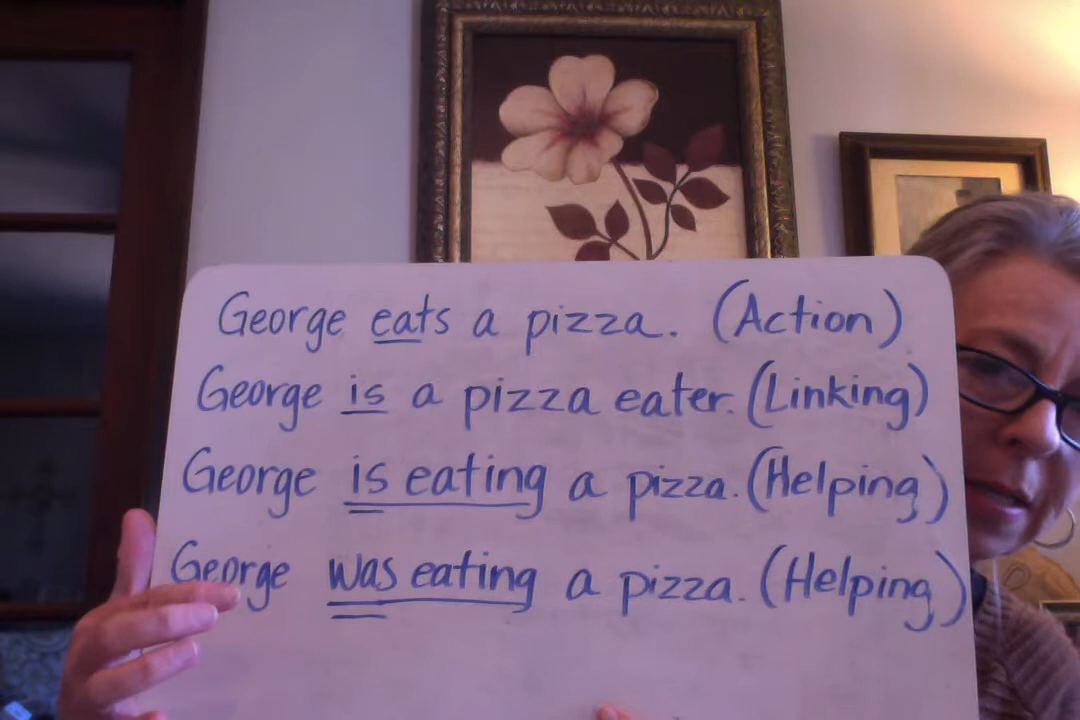 George eats a pizza. (Action)
George is a pizza eater. (Linking)
George is eating a pizza. (Helping)
George was eating a pizza. (Helping)